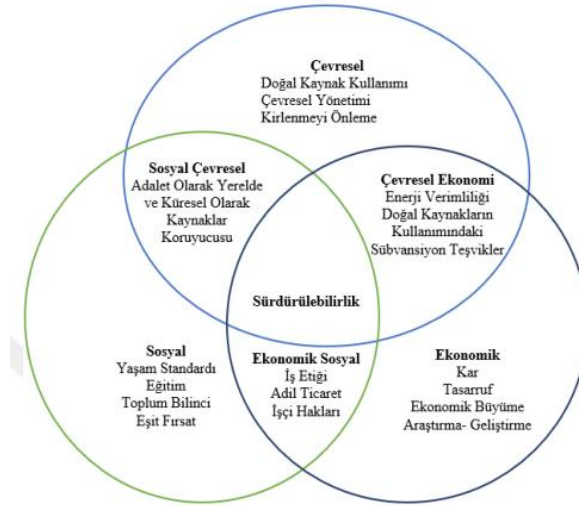 Çevresel
Doğal Kaynak Kullanımı
Çevresel Yönetimi
Kirlenmeyi Önleme
Sosyal Çevresel
Adalet Olarak Yerelde
ve Küresel Olarak
Kaynaklar
Koruyucusu
Çevresel Ekonomi
Enerji Verimliliği
Doğal Kaynakların
Kullanımındaki
Sübvansiyon Teşvikler
Sürdürülebilirlik
Sosyal
Yaşam Standardı
Eğitim
Toplum Bilinci
Eşit Fırsat
Ekonomik Sosyal
İş Etiği
Adil Ticaret
İşçi Hakları
Ekonomik
Kar
Tasarruf
Ekonomik Büyüme
Araştırma- Geliştirme